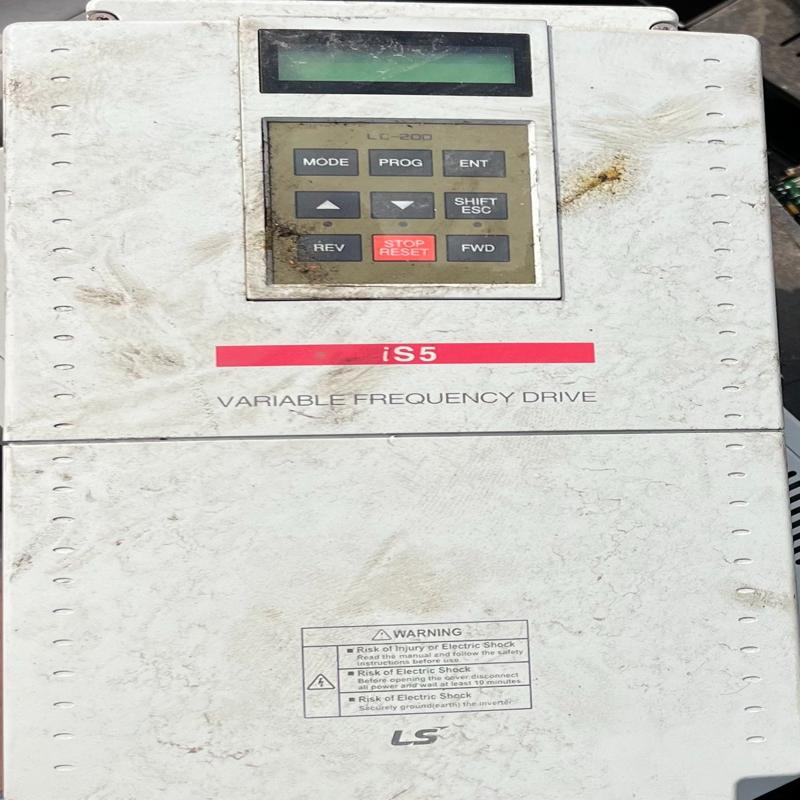 LC-200
MODE PROG ENT
SHIFT
ESC
REV STOP
RESET FWD
iS5
VARIABLE FREQUENCY DRIVE
WARNING
Risk of Injury or Electric Shock
Read the manual and follow the safety
instructions before use
Risk of Electric Shock
Before opening the cover,disconnect
all power and wait at least 10 minutes
Risk of Electric Shock
Securely ground(earth) the inverter
LS